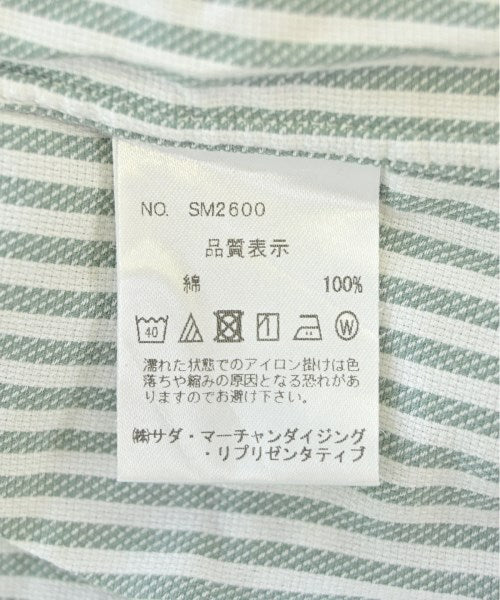 NO. SM2600
品質表示
綿 100%
40 W
濡れた状態でのアイロン掛けは色
落ちや縮みの原因となる恐れがあ
りますのでお避け下さい。
㈱サダ・マーチャンダイジング
・リプリゼンタティブ